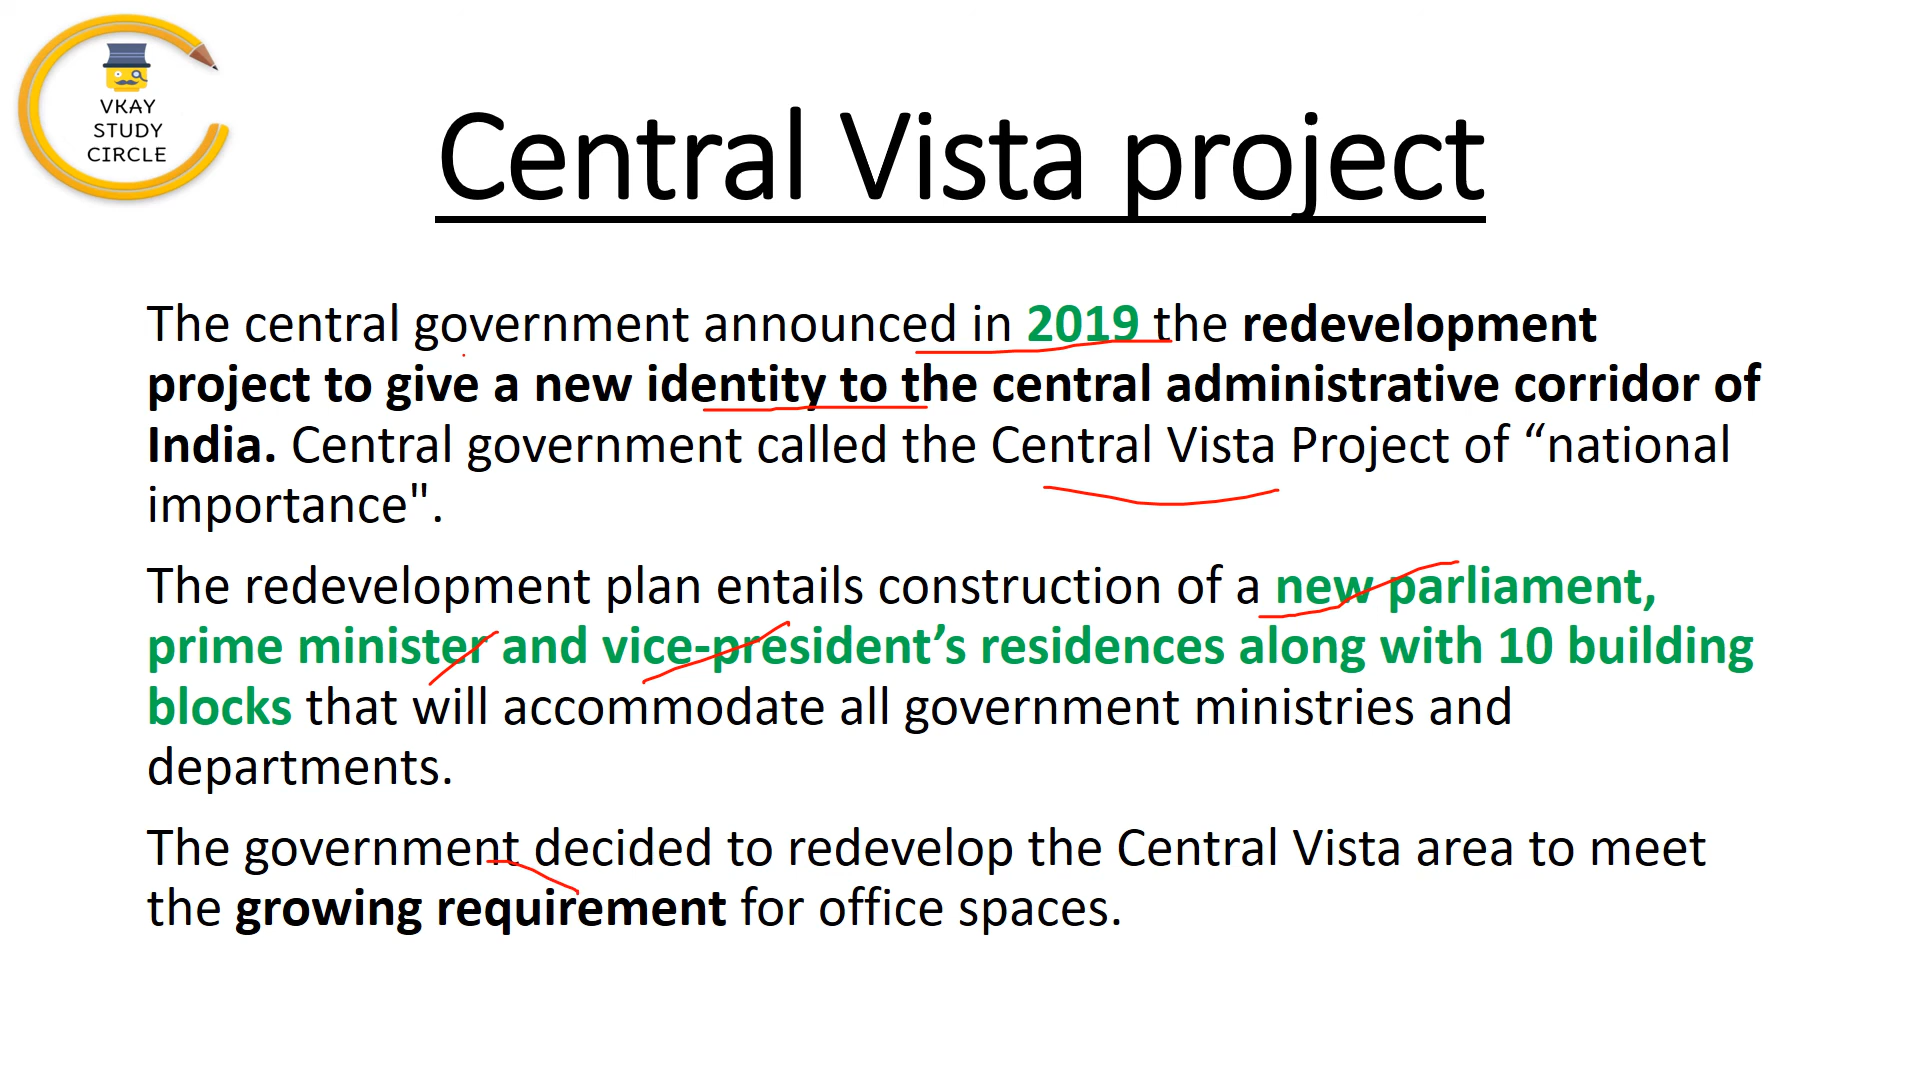 VKAY
STUDY
CIRCLE
Central Vista project
The central government announced in 2019 the redevelopment
project to give a new identity to the central administrative corridor of
India. Central government called the Central Vista Project of “national
importance".
The redevelopment plan entails construction of a new parliament,
prime minister and vice-president’s residences along with 10 building
blocks that will accommodate all government ministries and
departments.
The government decided to redevelop the Central Vista area to meet
the growing requirement for office spaces.